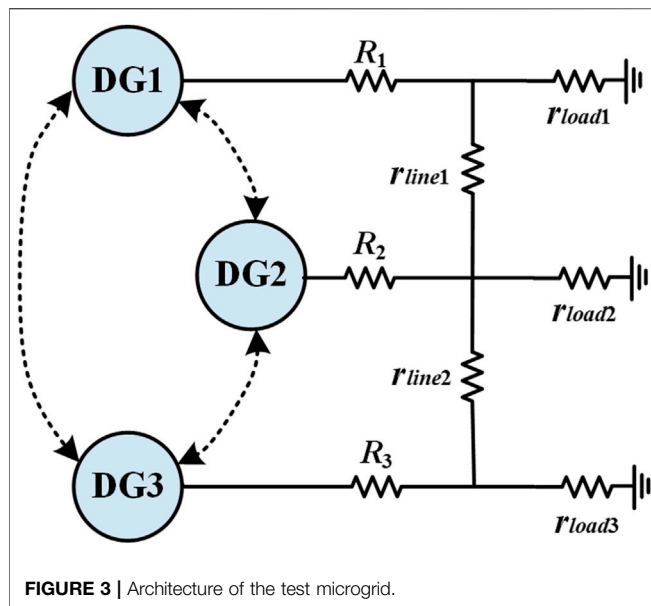 DG1
R1
rload1
rline1
DG2
R2
rload2
rline2
DG3
R3
rload3
FIGURE 3 | Architecture of the test microgrid.